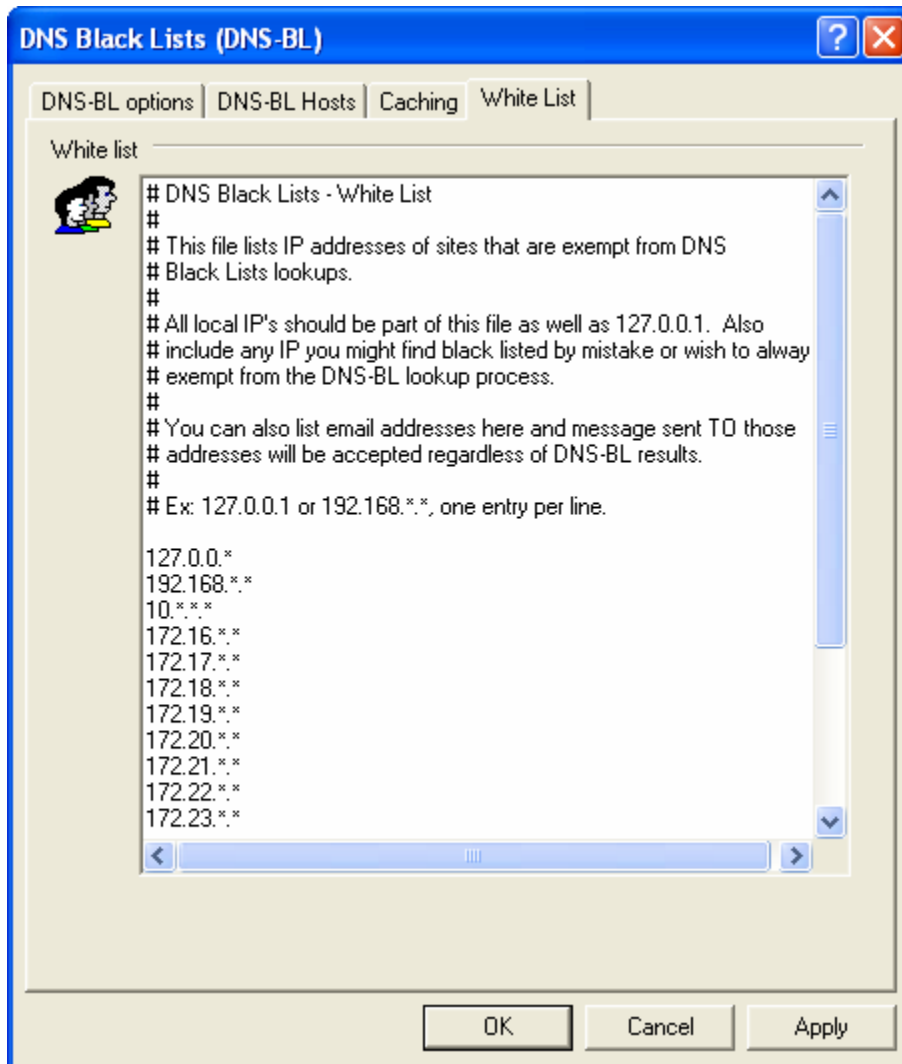 DNS Black Lists (DNS-BL)
DNS-BL options DNS-BL Hosts Caching White List
White list
# DNS Black Lists - White List
#
# This file lists IP addresses of sites that are exempt from DNS
# Black Lists lookups.
#
# All local IP's should be part of this file as well as 127.0.0.1.  Also
# include any IP you might find black listed by mistake or wish to alway
# exempt from the DNS-BL lookup process.
#
# You can also list email addresses here and message sent TO those
# addresses will be accepted regardless of DNS-BL results.
#
# Ex: 127.0.0.1 or 192.168.*.*, one entry per line.
127.0.0.*
192.168.*.*
10.*.*.*
172.16.*.*
172.17.*.*
172.18.*.*
172.19.*.*
172.20.*.*
172.21.*.*
172.22.*.*
172.23.*.*
OK Cancel Apply